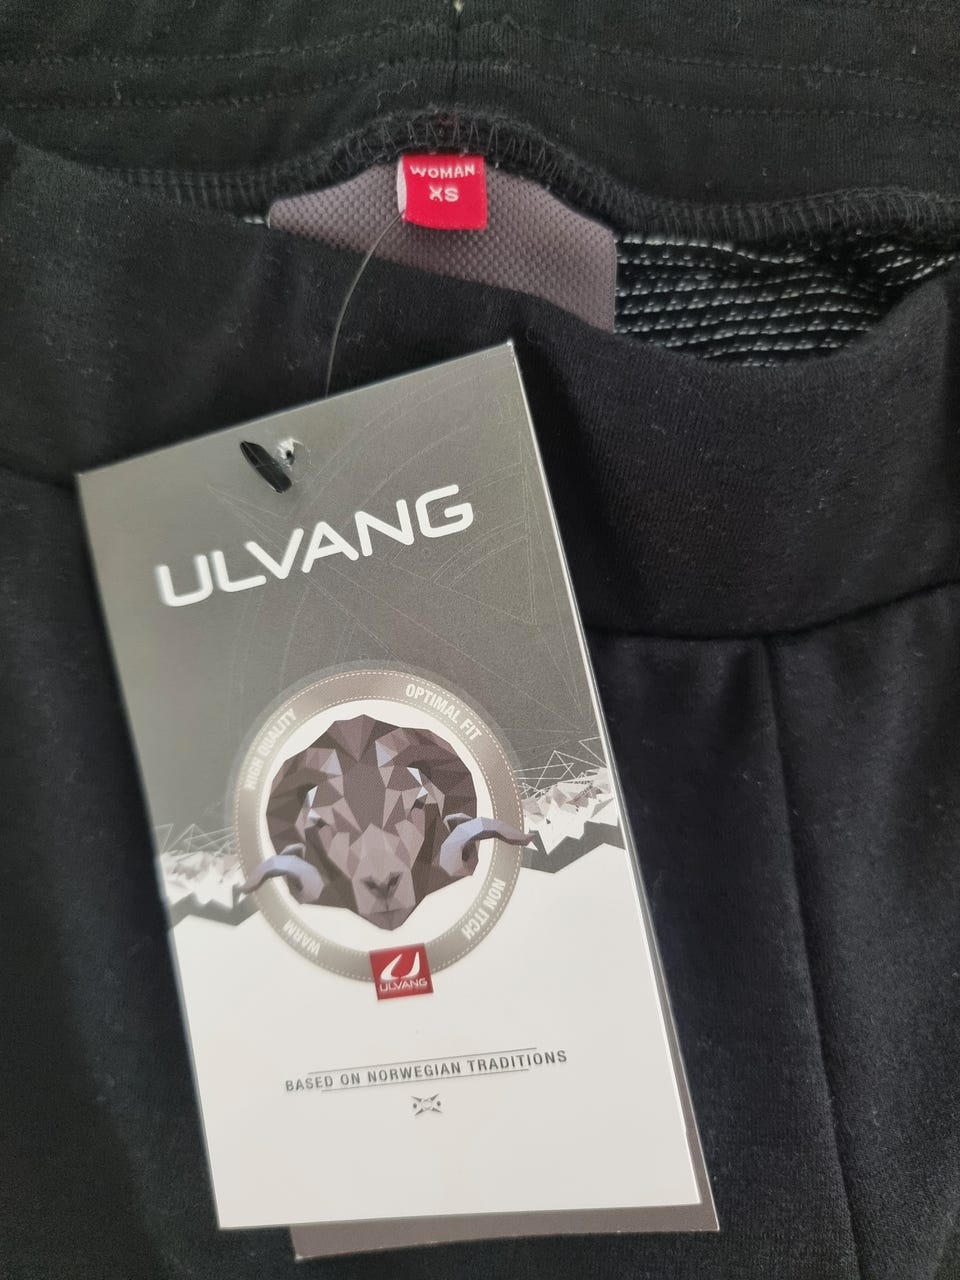 WOMAN
XS
ULVANG
HIGH QUALITY
OPTIMAL FIT
WARM
NON ITCH
ULVANG
BASED ON NORWEGIAN TRADITIONS